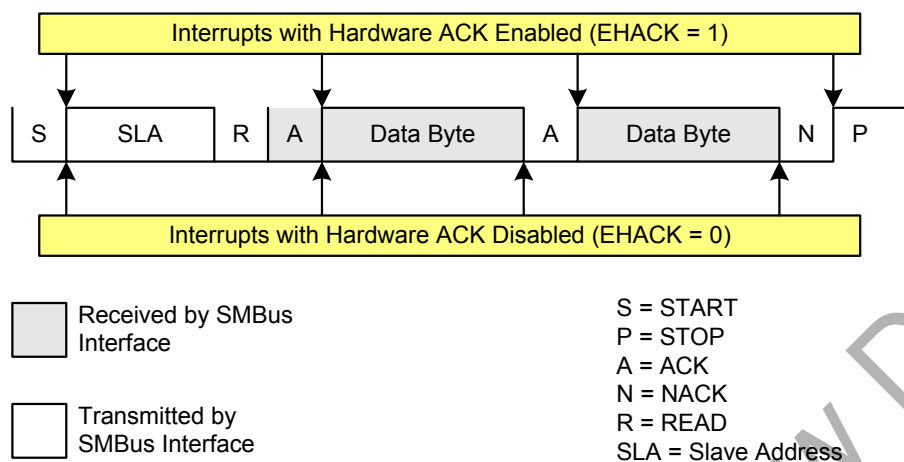 Interrupts with Hardware ACK Enabled (EHACK = 1)
S SLA R A Data Byte A Data Byte N P
Interrupts with Hardware ACK Disabled (EHACK = 0)
Received by SMBus
Interface
Transmitted by
SMBus Interface
S = START
P = STOP
A = ACK
N = NACK
R = READ
SLA = Slave Address